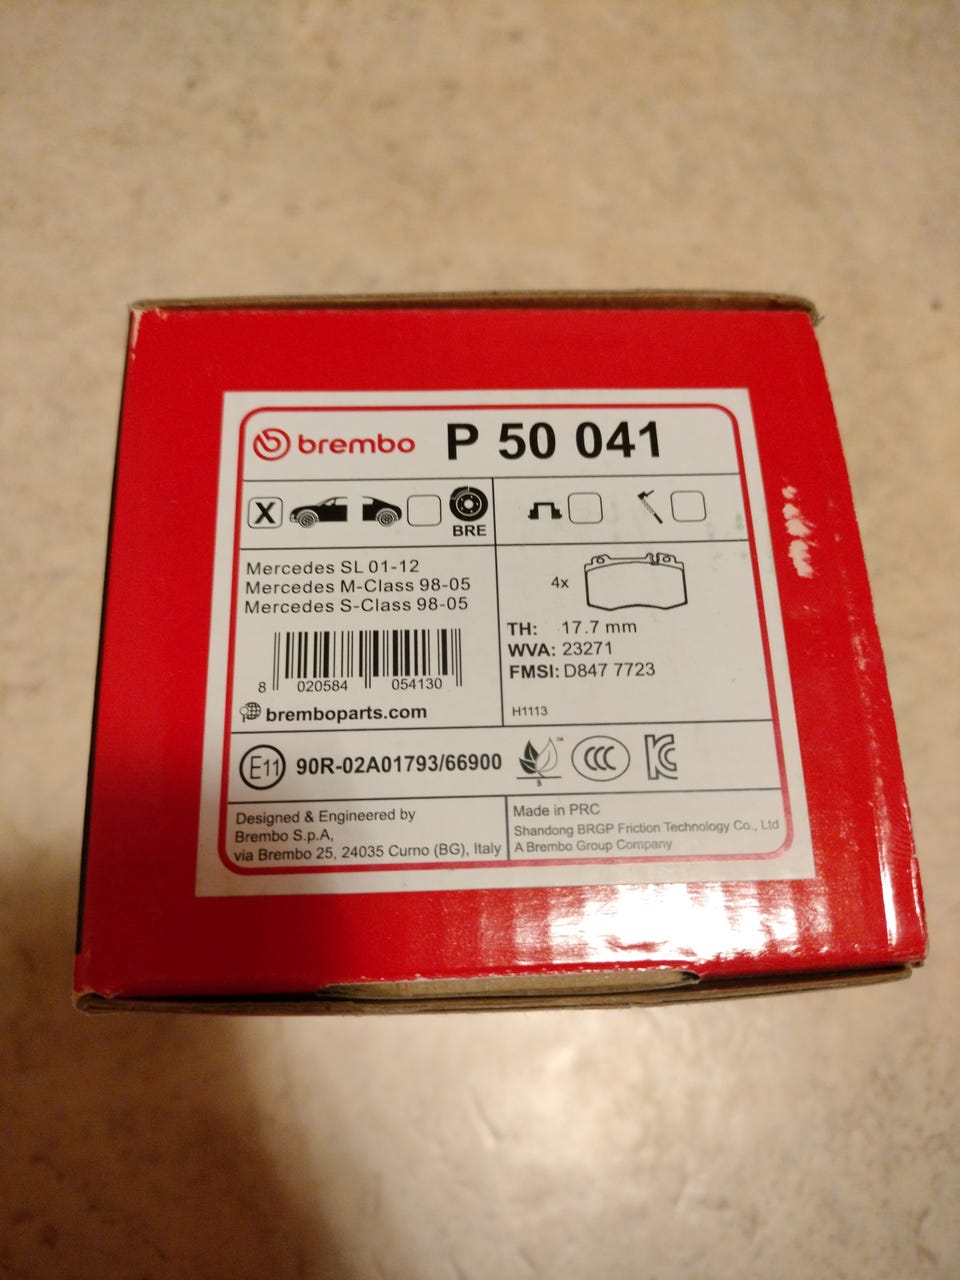 brembo P 50 041
X
BRE
Mercedes SL 01-12
Mercedes M-Class 98-05
Mercedes S-Class 98-05
8 020584 054130
bremboparts.com
4x
TH: 17.7 mm
WVA: 23271
FMSI: D847 7723
H1113
E11 90R-02A01793/66900
TM
B
CCC
KC
Designed & Engineered by
Brembo S.p.A,
via Brembo 25, 24035 Curno (BG), Italy
Made in PRC
Shandong BRGP Friction Technology Co., Ltd
A Brembo Group Company